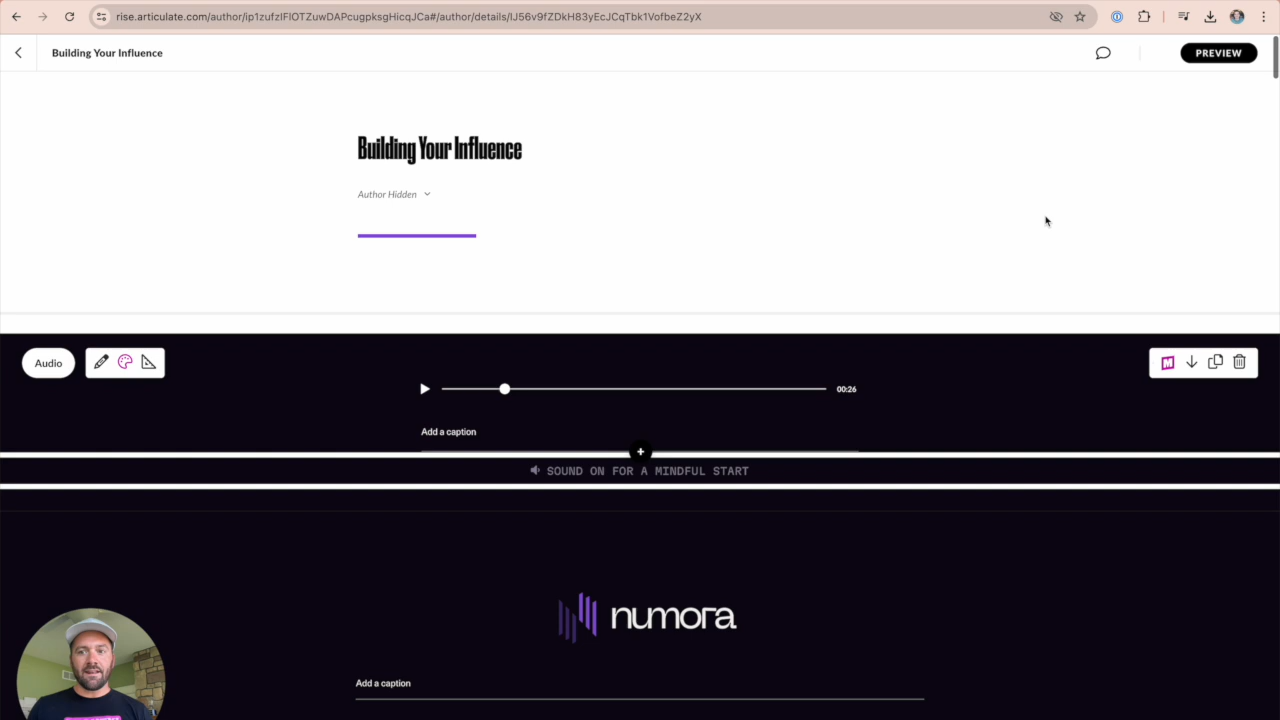 rise.articulate.com/author/ip1zufzIFlOTZuwDAPcugpksgHicqJCa#/author/details/IJ56v9fZDkH83yEcJCqTbk1VofbeZ2yX
Building Your Influence
PREVIEW
Building Your Influence
Author Hidden
Audio
00:26
Add a caption
SOUND ON FOR A MINDFUL START
numora
Add a caption